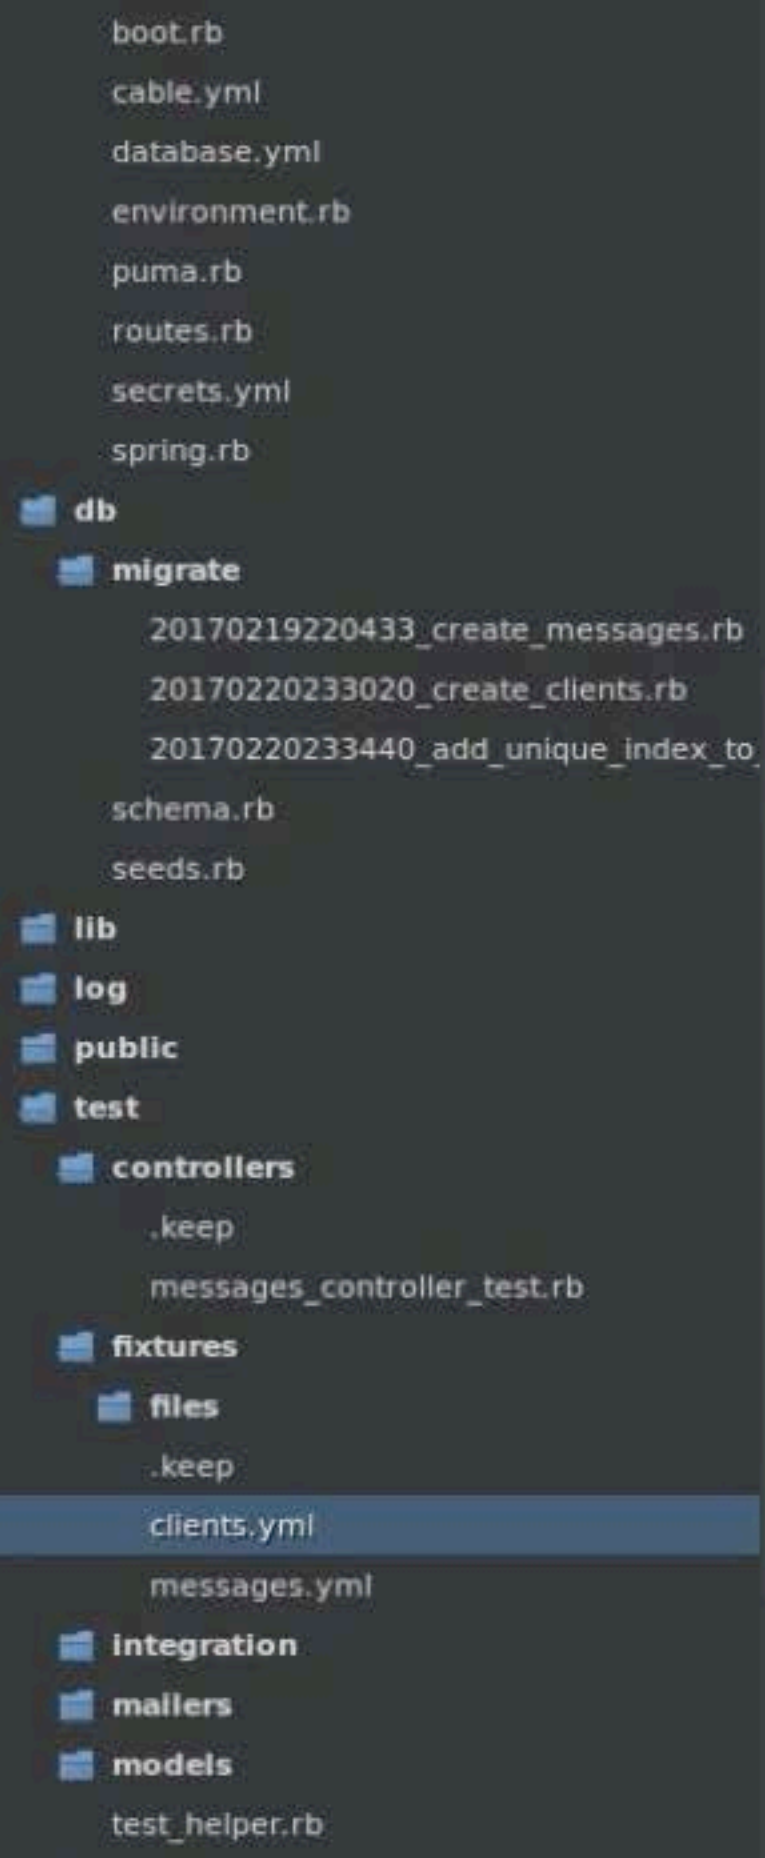 boot.rb
cable.yml
database.yml
environment.rb
puma.rb
routes.rb
secrets.yml
spring.rb
db
migrate
20170219220433_create_messages.rb
20170220233020_create_clients.rb
20170220233440_add_unique_index_to_
schema.rb
seeds.rb
lib
log
public
test
controllers
.keep
messages_controller_test.rb
fixtures
files
.keep
clients.yml
messages.yml
integration
mailers
models
test_helper.rb